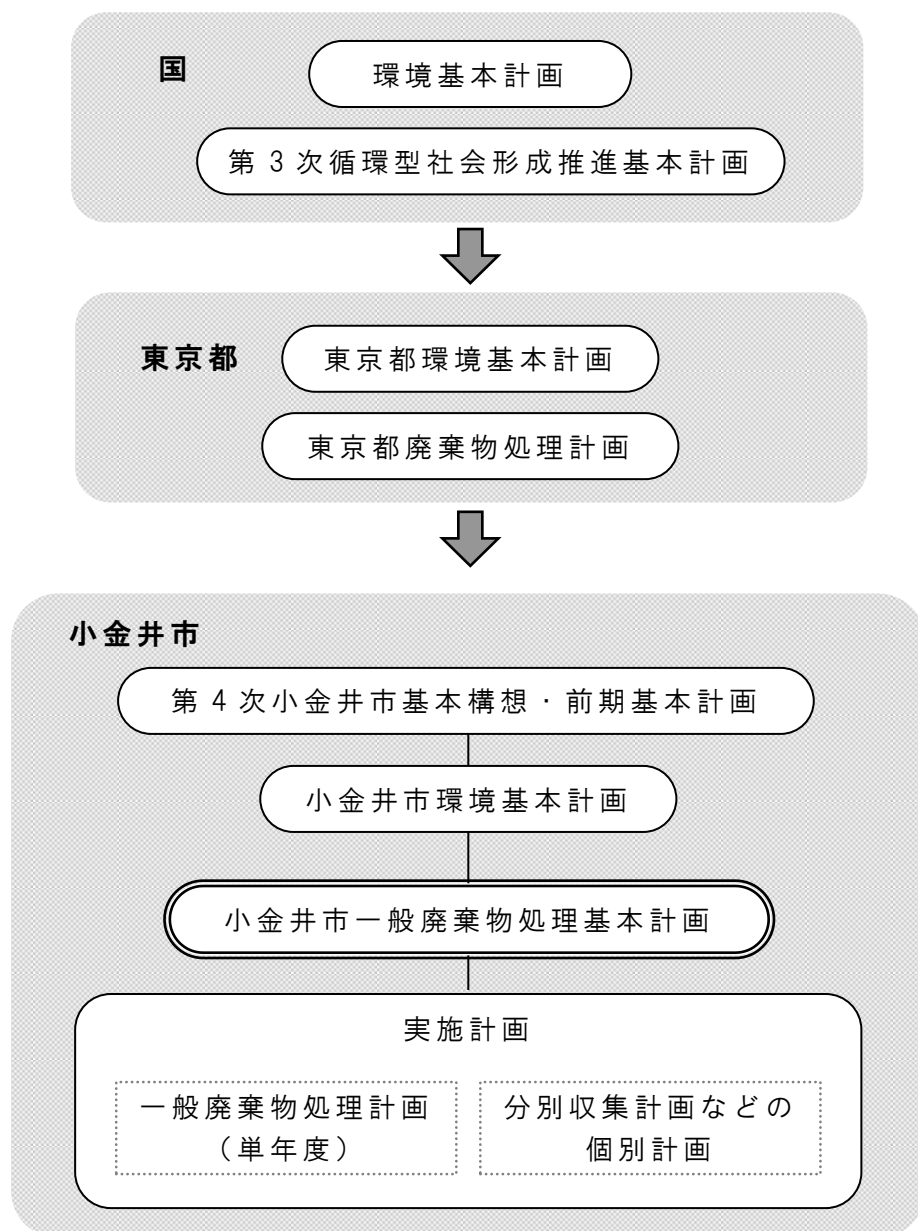 国
環境基本計画
第3次循環型社会形成推進基本計画
東京都
東京都環境基本計画
東京都廃棄物処理計画
小金井市
第4次小金井市基本構想・前期基本計画
小金井市環境基本計画
小金井市一般廃棄物処理基本計画
実施計画
一般廃棄物処理計画
（単年度）
分別収集計画などの
個別計画